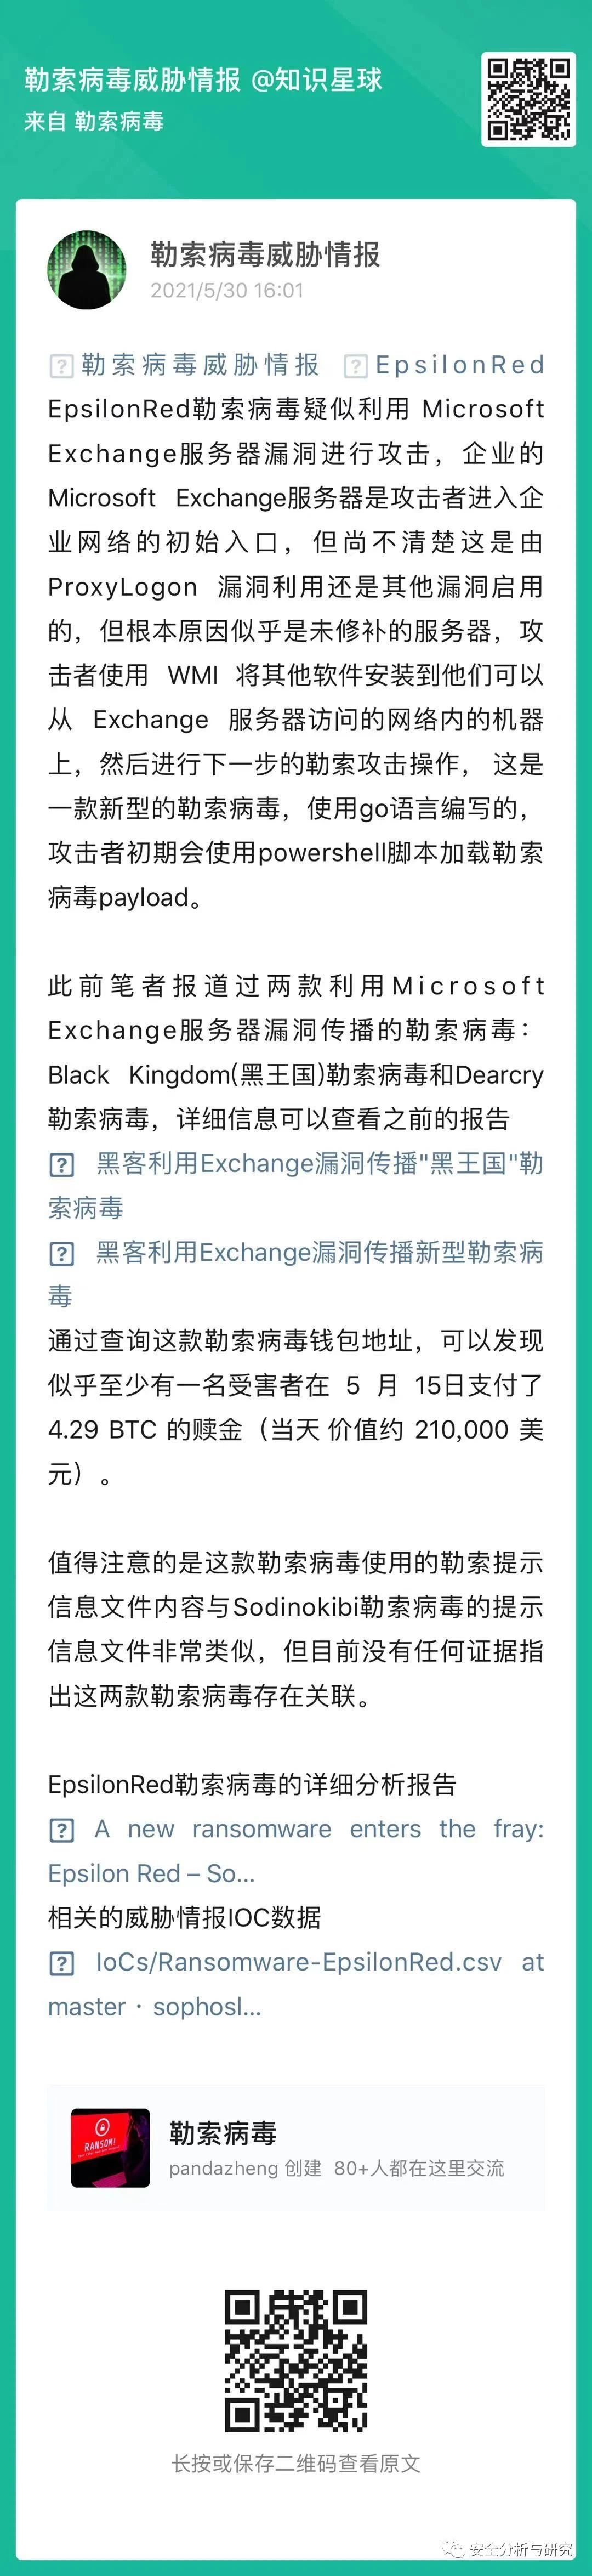 勒索病毒威胁情报 @知识星球
来自 勒索病毒
勒索病毒威胁情报
2021/5/30 16:01
勒索病毒威胁情报 EpsilonRed
EpsilonRed勒索病毒疑似利用 Microsoft
Exchange服务器漏洞进行攻击，企业的
Microsoft Exchange服务器是攻击者进入企
业网络的初始入口，但尚不清楚这是由
ProxyLogon 漏洞利用还是其他漏洞启用
的，但根本原因似乎是未修补的服务器，攻
击者使用 WMI 将其他软件安装到他们可以
从 Exchange 服务器访问的网络内的机器
上，然后进行下一步的勒索攻击操作， 这是
一款新型的勒索病毒，使用go语言编写的，
攻击者初期会使用powershell脚本加载勒索
病毒payload。
此前笔者报道过两款利用Microsoft
Exchange服务器漏洞传播的勒索病毒：
Black Kingdom(黑王国)勒索病毒和Dearcry
勒索病毒，详细信息可以查看之前的报告
黑客利用Exchange漏洞传播"黑王国"勒
索病毒
黑客利用Exchange漏洞传播新型勒索病
毒
通过查询这款勒索病毒钱包地址，可以发现
似乎至少有一名受害者在 5 月 15日支付了
4.29 BTC 的赎金（当天 价值约 210,000 美
元）。
值得注意的是这款勒索病毒使用的勒索提示
信息文件内容与Sodinokibi勒索病毒的提示
信息文件非常类似，但目前没有任何证据指
出这两款勒索病毒存在关联。
EpsilonRed勒索病毒的详细分析报告
A new ransomware enters the fray:
Epsilon Red – So...
相关的威胁情报IOC数据
IoCs/Ransomware-EpsilonRed.csv at
master · sophosl...
RANSOM!
勒索病毒
pandazheng 创建 80+人都在这里交流
长按或保存二维码查看原文
安全分析与研究